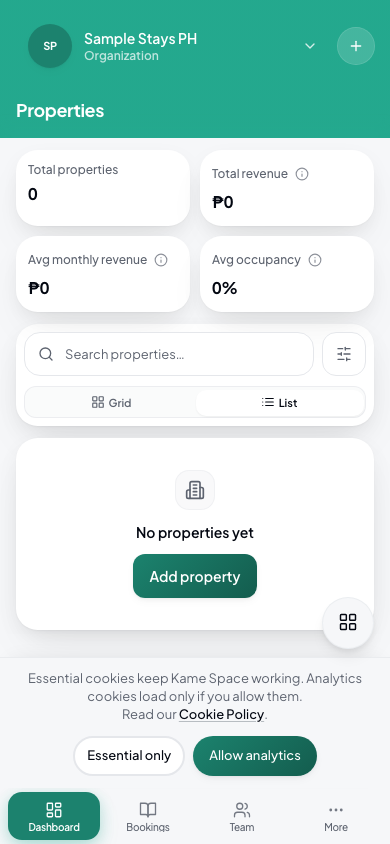 SP
Sample Stays PH
Organization
Properties
Total properties
0
Total revenue
₱0
Avg monthly revenue
₱0
Avg occupancy
0%
Search properties…
Grid
List
No properties yet
Add property
Essential cookies keep Kame Space working. Analytics
cookies load only if you allow them.
Read our Cookie Policy.
Essential only
Allow analytics
Dashboard
Bookings
Team
More